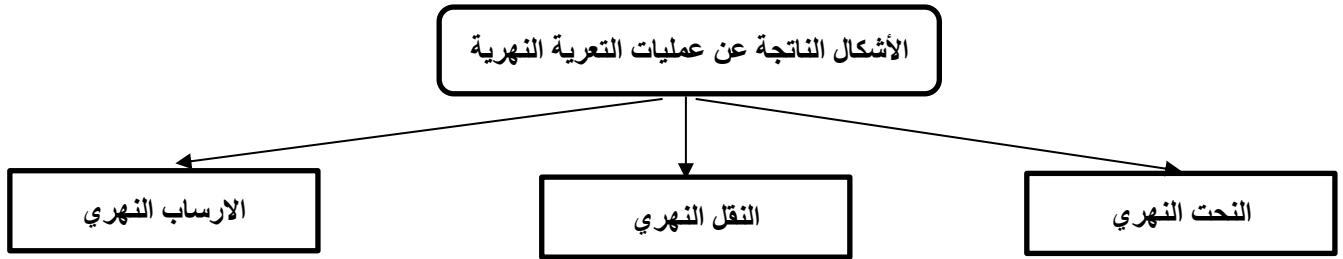 الأشكال الناتجة عن عمليات التعرية النهرية
النحت النهري
النقل النهري
الارساب النهري